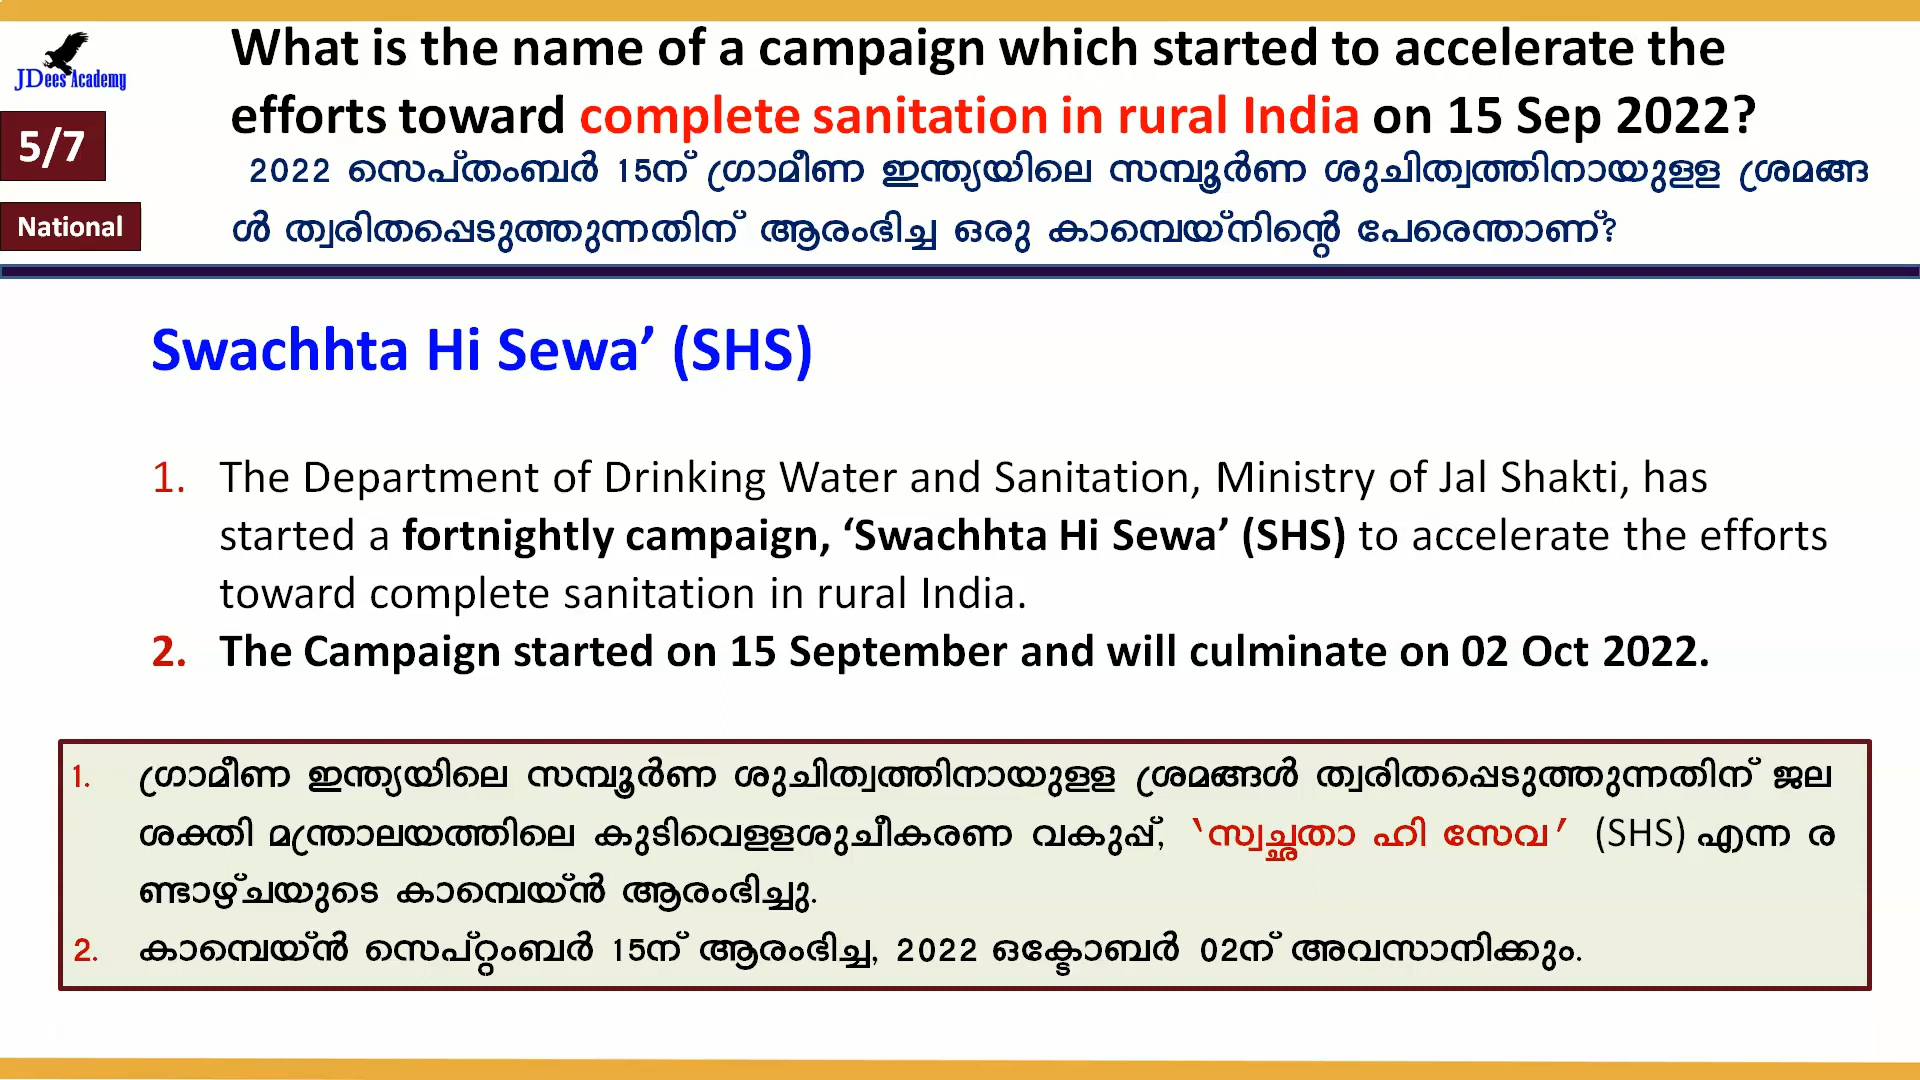 What is the name of a campaign which started to accelerate the
JDees Academy
efforts toward complete sanitation in rural India on 15 Sep 2022?
5/7
2022 സെപ്തംബർ 15ന് ഗ്രാമീണ ഇന്ത്യയിലെ സമ്പൂർണ ശുചിത്വത്തിനായുളള ശ്രമങ്ങ
National
ൾ ത്വരിതപ്പെടുത്തുന്നതിന് ആരംഭിച്ച ഒരു കാമ്പെയ്നിന്റെ പേരെന്താണ്?
Swachhta Hi Sewa’ (SHS)
1. The Department of Drinking Water and Sanitation, Ministry of Jal Shakti, has
started a fortnightly campaign, ‘Swachhta Hi Sewa’ (SHS) to accelerate the efforts
toward complete sanitation in rural India.
2. The Campaign started on 15 September and will culminate on 02 Oct 2022.
1. ഗ്രാമീണ ഇന്ത്യയിലെ സമ്പൂർണ ശുചിത്വത്തിനായുളള ശ്രമങ്ങൾ ത്വരിതപ്പെടുത്തുന്നതിന് ജല
ശക്തി മന്ത്രാലയത്തിലെ കുടിവെളളശുചീകരണ വകുപ്പ്, ‘സ്വച്ഛതാ ഹി സേവ’ (SHS) എന്ന ര
ണ്ടാഴ്ചയുടെ കാമ്പെയ്ൻ ആരംഭിച്ചു.
2. കാമ്പെയ്ൻ സെപ്റ്റംബർ 15ന് ആരംഭിച്ച, 2022 ഒക്ടോബർ 02ന് അവസാനിക്കും.